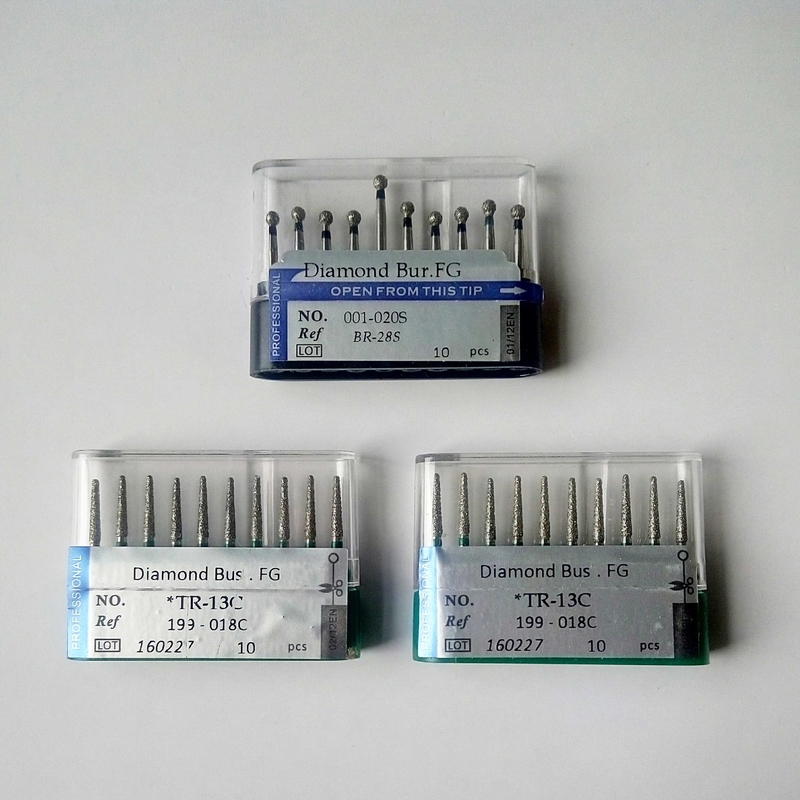 Diamond Bur.FG
OPEN FROM THIS TIP
PROFESSIONAL
NO. 001-020S
Ref BR-28S
LOT 10 pcs
01/12EN
Diamond Bus . FG
PROFESSIONAL
NO. *TR-13C
Ref 199 - 018C
LOT 160227 10 pcs
02/12EN
Diamond Bus . FG
PROFESSIONAL
NO. *TR-13C
Ref 199 - 018C
LOT 160227 10 pcs